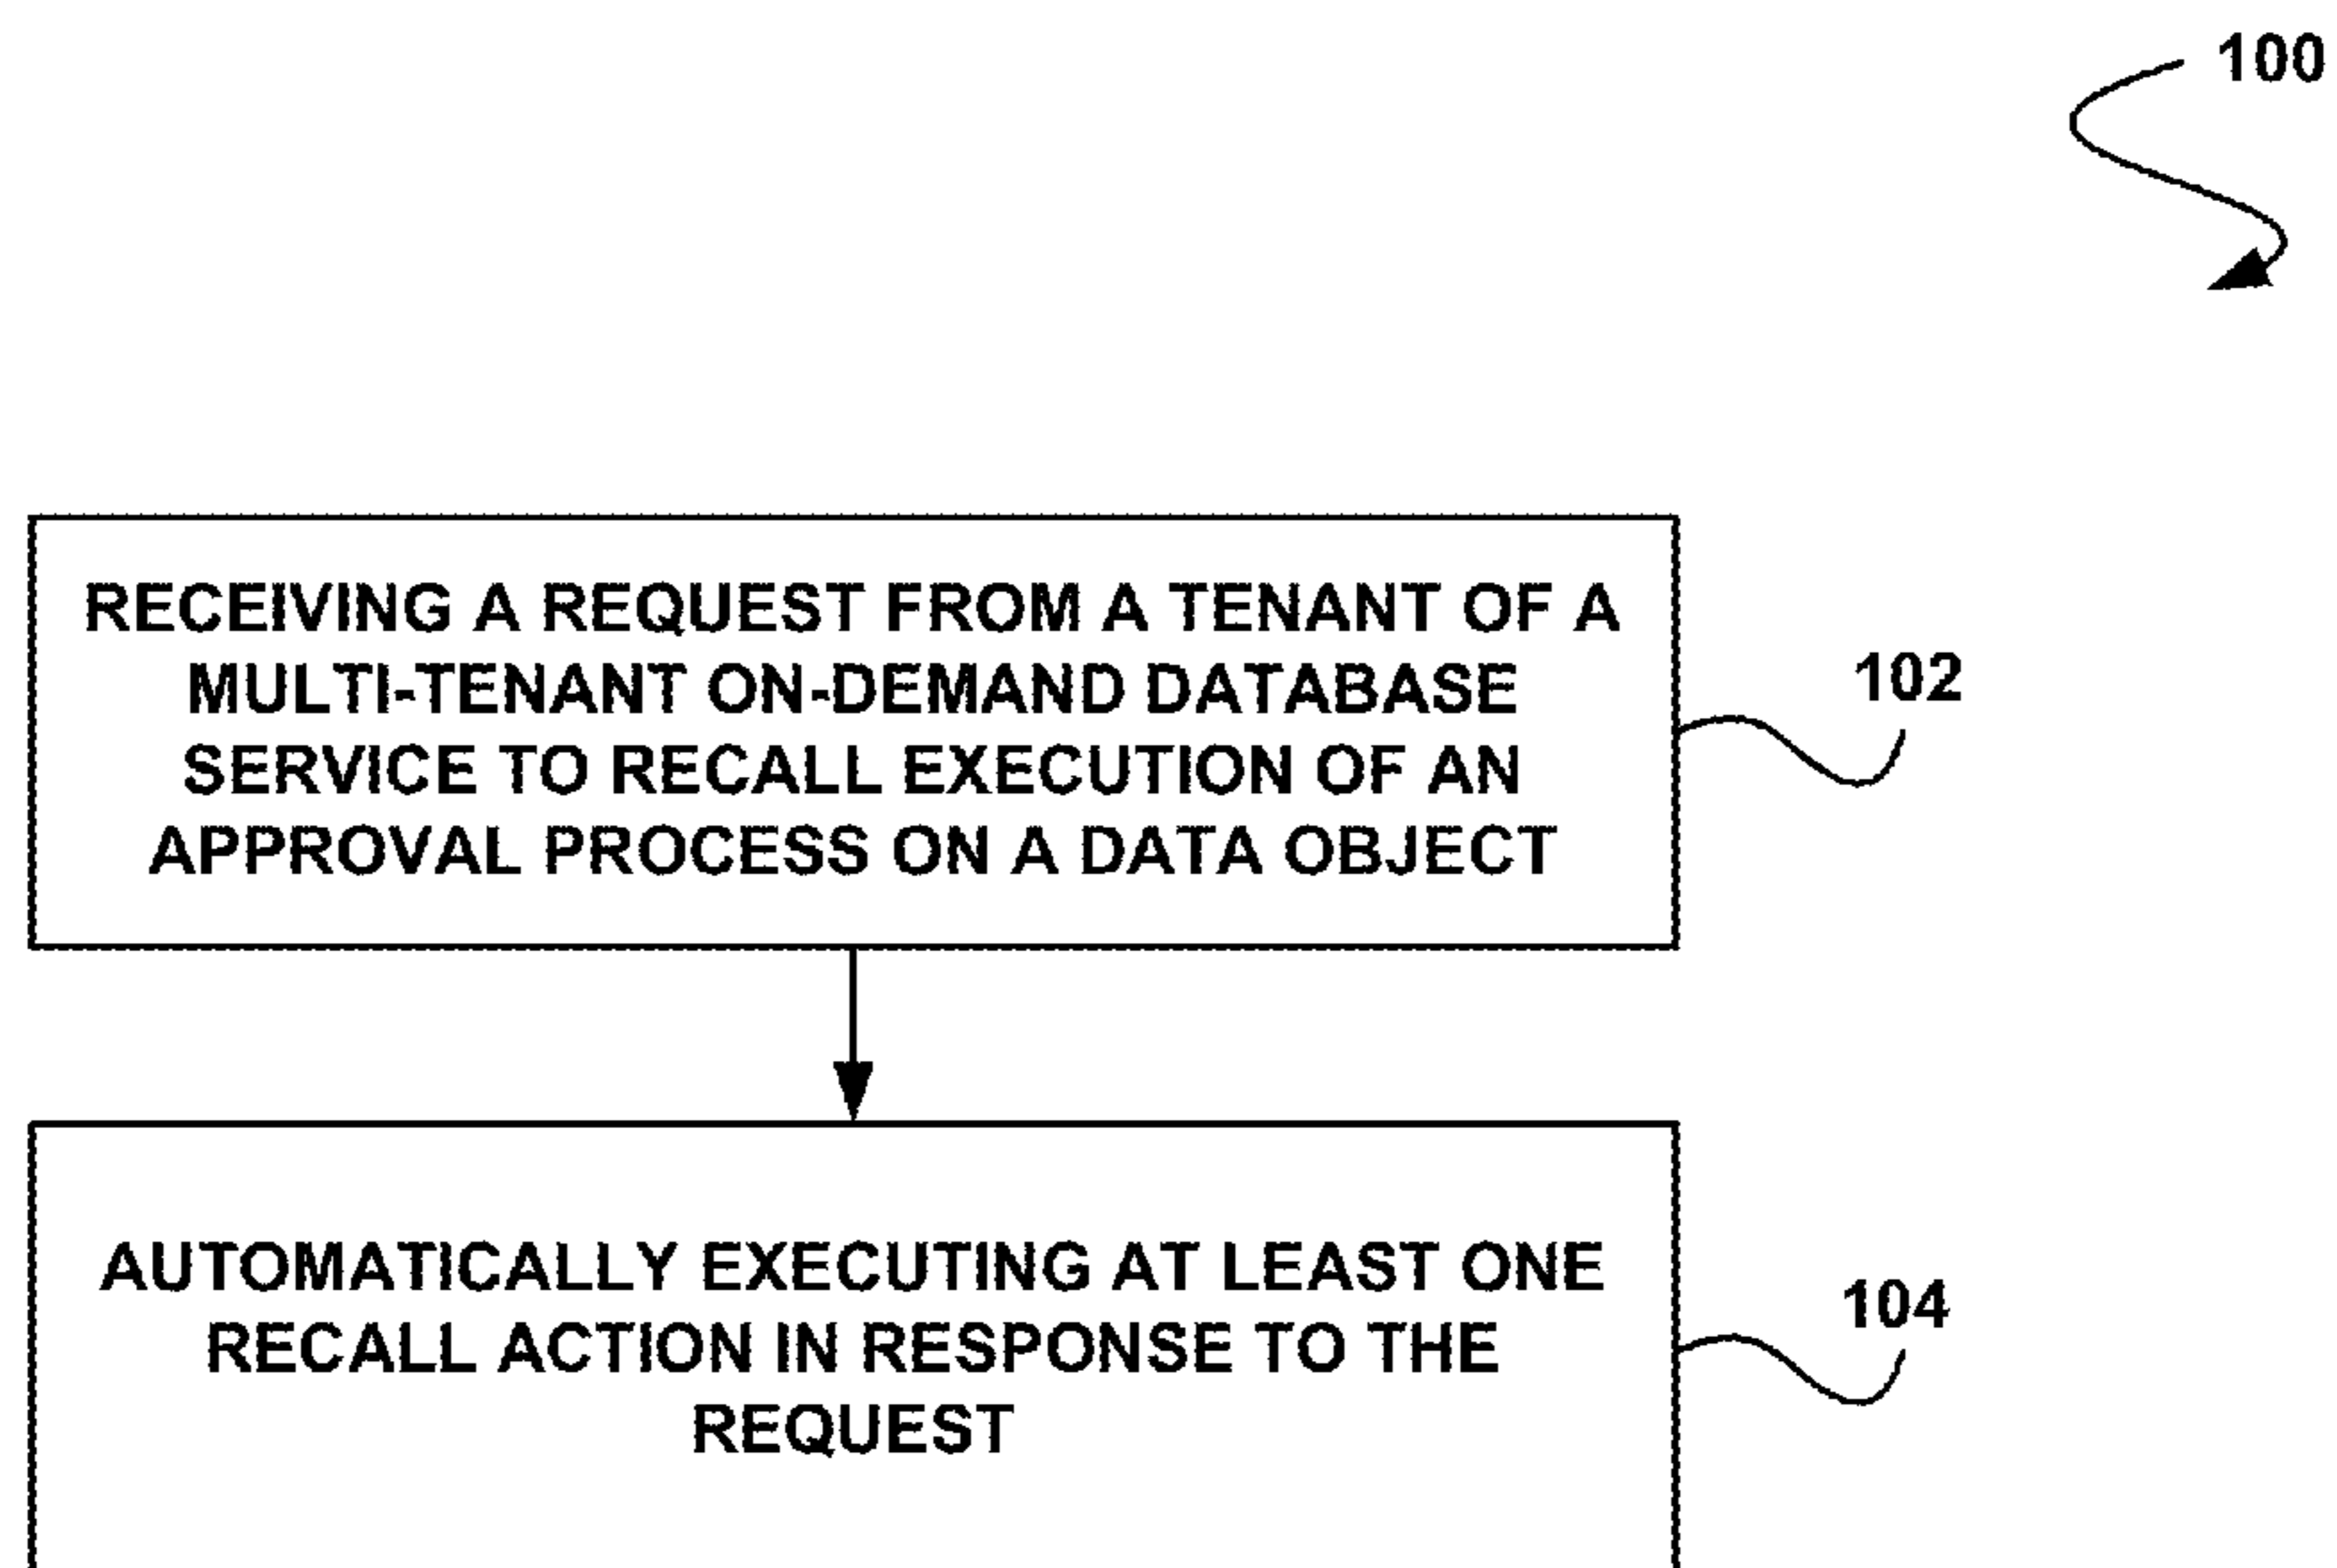 100
RECEIVING A REQUEST FROM A TENANT OF A
MULTI-TENANT ON-DEMAND DATABASE
SERVICE TO RECALL EXECUTION OF AN
APPROVAL PROCESS ON A DATA OBJECT
102
AUTOMATICALLY EXECUTING AT LEAST ONE
RECALL ACTION IN RESPONSE TO THE
REQUEST
104